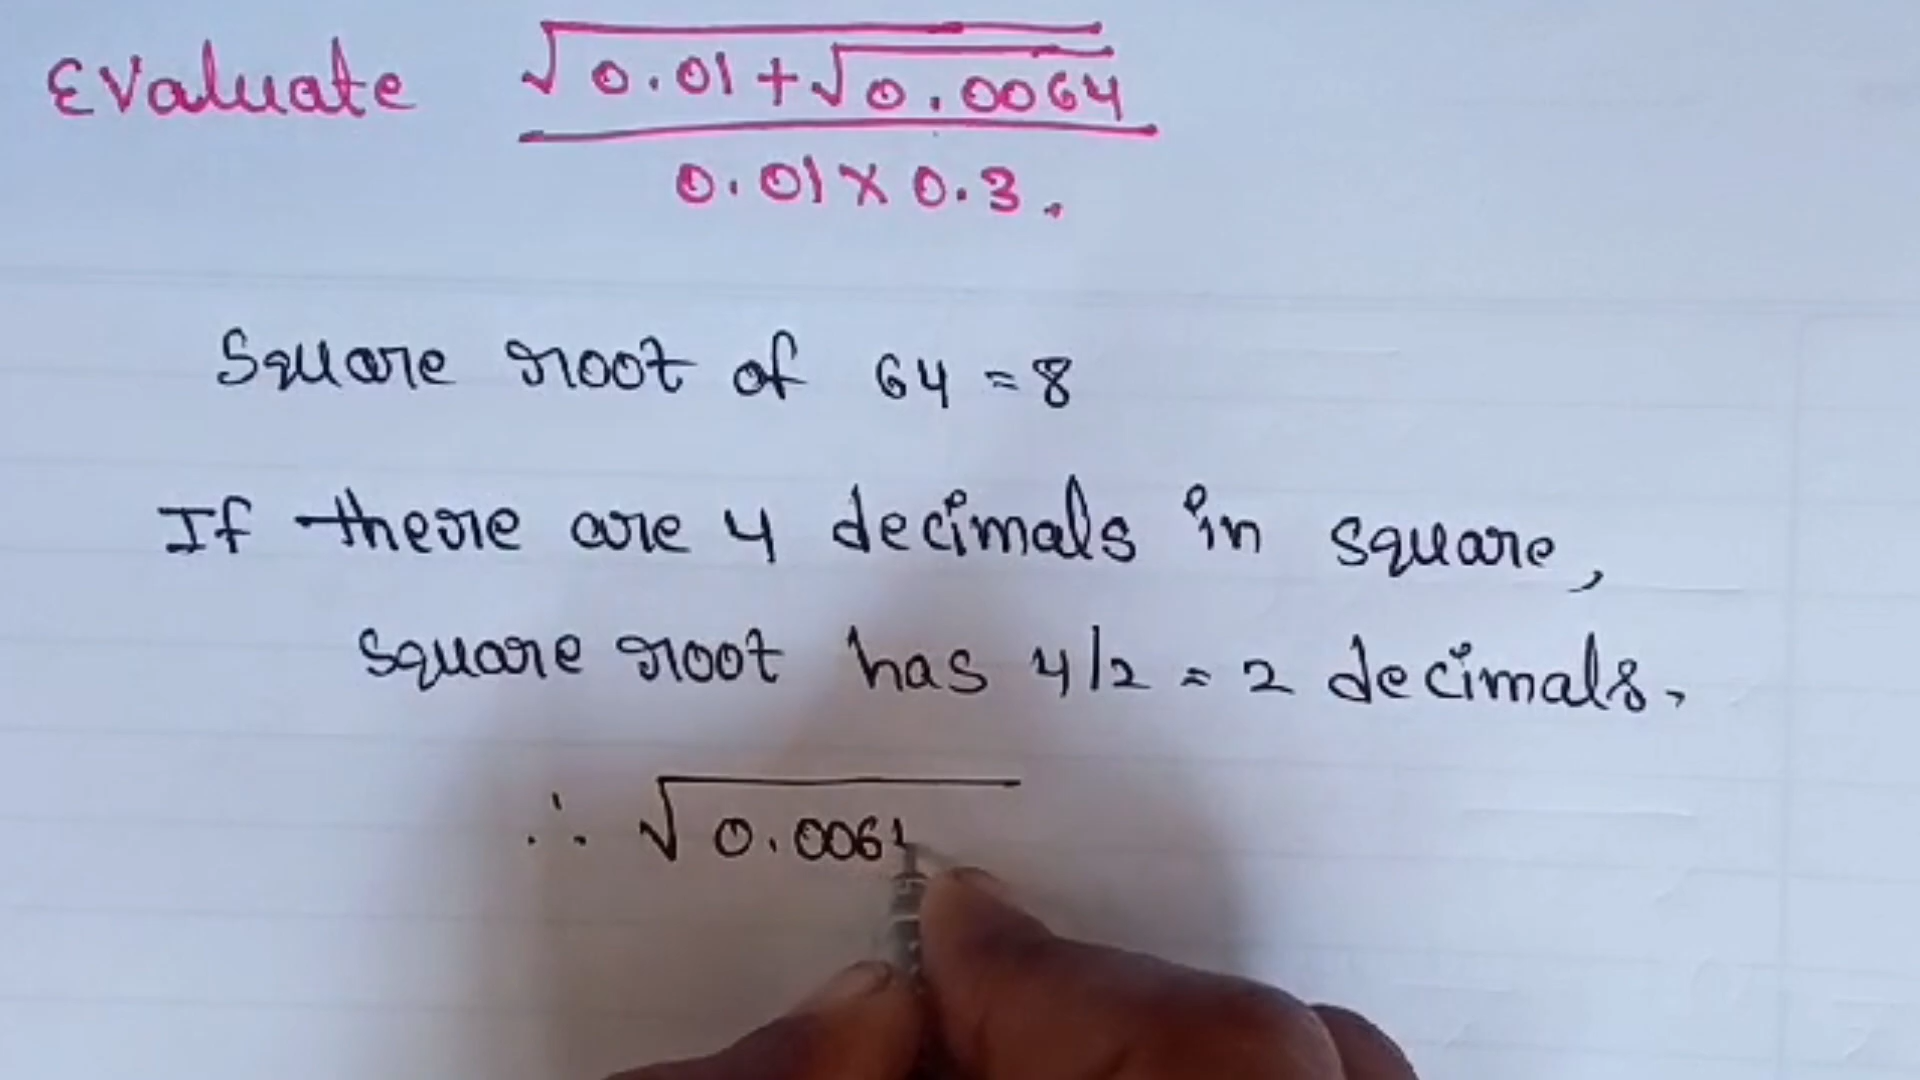 Evaluate √0.01+√0.0064
0.01×0.3.
Square root of 64 = 8
If there are 4 decimals in square,
square root has 4/2 = 2 decimals.
∴ √0.006